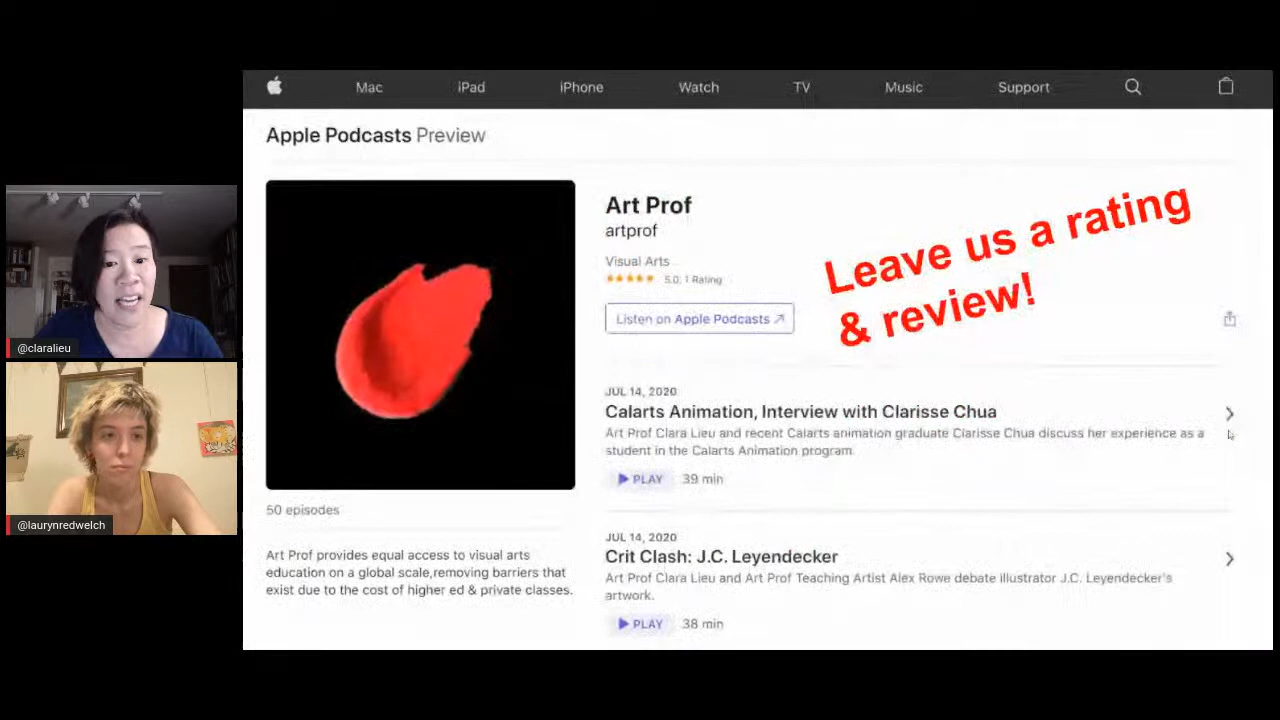 Mac
iPad
iPhone
Watch
TV
Music
Support
Apple Podcasts Preview
Art Prof
artprof
Visual Arts
5.0, 1 Rating
Listen on Apple Podcasts ↗
Leave us a rating
& review!
@claralieu
@laurynredwelch
50 episodes
Art Prof provides equal access to visual arts
education on a global scale,removing barriers that
exist due to the cost of higher ed & private classes.
JUL 14, 2020
Calarts Animation, Interview with Clarisse Chua
Art Prof Clara Lieu and recent Calarts animation graduate Clarisse Chua discuss her experience as a
student in the Calarts Animation program.
PLAY 39 min
JUL 14, 2020
Crit Clash: J.C. Leyendecker
Art Prof Clara Lieu and Art Prof Teaching Artist Alex Rowe debate illustrator J.C. Leyendecker's
artwork.
PLAY 38 min